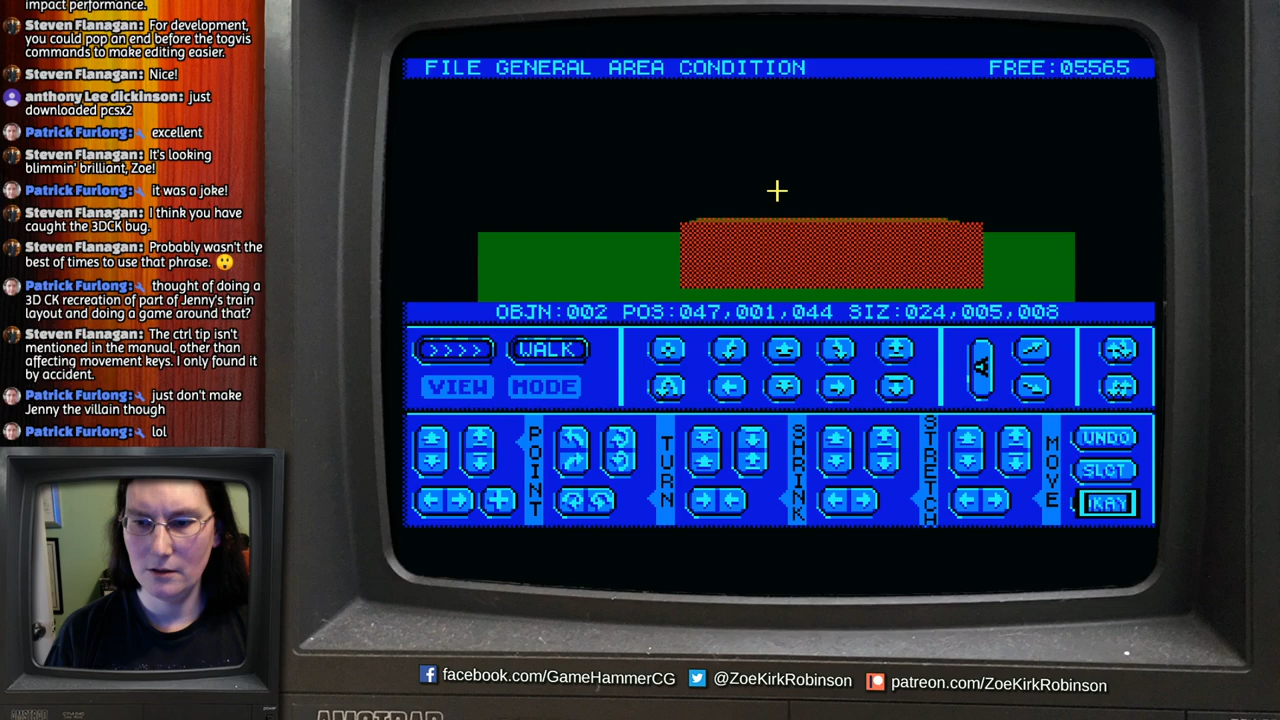 impact performance.
Steven Flanagan: For development,
you could pop an end before the togvis
commands to make editing easier.
Steven Flanagan: Nice!
anthony Lee dickinson: just
downloaded pcsx2
Patrick Furlong: excellent
Steven Flanagan: It's looking
blimmin' brilliant, Zoe!
Patrick Furlong: it was a joke!
Steven Flanagan: I think you have
caught the 3DCK bug.
Steven Flanagan: Probably wasn't the
best of times to use that phrase. 😲
Patrick Furlong: thought of doing a
3D CK recreation of part of Jenny's train
layout and doing a game around that?
Steven Flanagan: The ctrl tip isn't
mentioned in the manual, other than
affecting movement keys. I only found it
by accident.
Patrick Furlong: just don't make
Jenny the villain though
Patrick Furlong: lol
FILE GENERAL AREA CONDITION FREE:05565
OBJN:002 POS:047,001,044 SIZ:024,005,008
>>>> WALK
VIEW MODE
A
POINT
TURN
SHRINK
STRETCH
MOVE
UNDO
SLCT
OKAY
facebook.com/GameHammerCG @ZoeKirkRobinson patreon.com/ZoeKirkRobinson
AMSTRAD